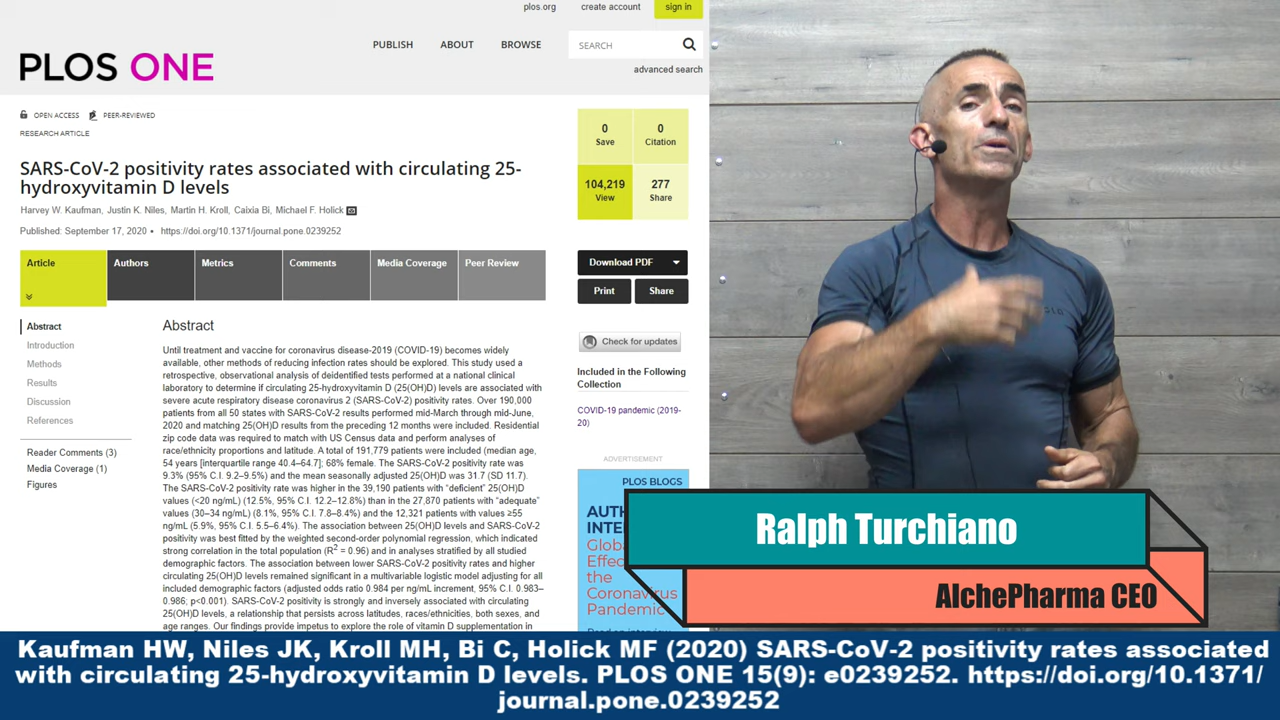 plos.org create account sign in
PLOS ONE
PUBLISH ABOUT BROWSE SEARCH
advanced search
OPEN ACCESS PEER-REVIEWED
RESEARCH ARTICLE
SARS-CoV-2 positivity rates associated with circulating 25-
hydroxyvitamin D levels
Harvey W. Kaufman, Justin K. Niles, Martin H. Kroll, Caixia Bi, Michael F. Holick
Published: September 17, 2020 • https://doi.org/10.1371/journal.pone.0239252
0 Save
0 Citation
104,219 View
277 Share
Article Authors Metrics Comments Media Coverage Peer Review
Download PDF
Print Share
Check for updates
Included in the Following
Collection
COVID-19 pandemic (2019-
20)
ADVERTISEMENT
PLOS BLOGS
AUTH
INTE
Globa
Effec
the
Coronavirus
Pandemic
Abstract
Introduction
Methods
Results
Discussion
References
Reader Comments (3)
Media Coverage (1)
Figures
Abstract
Until treatment and vaccine for coronavirus disease-2019 (COVID-19) becomes widely
available, other methods of reducing infection rates should be explored. This study used a
retrospective, observational analysis of deidentified tests performed at a national clinical
laboratory to determine if circulating 25-hydroxyvitamin D (25(OH)D) levels are associated with
severe acute respiratory disease coronavirus 2 (SARS-CoV-2) positivity rates. Over 190,000
patients from all 50 states with SARS-CoV-2 results performed mid-March through mid-June,
2020 and matching 25(OH)D results from the preceding 12 months were included. Residential
zip code data was required to match with US Census data and perform analyses of
race/ethnicity proportions and latitude. A total of 191,779 patients were included (median age,
54 years [interquartile range 40.4–64.7]; 68% female. The SARS-CoV-2 positivity rate was
9.3% (95% C.I. 9.2–9.5%) and the mean seasonally adjusted 25(OH)D was 31.7 (SD 11.7).
The SARS-CoV-2 positivity rate was higher in the 39,190 patients with “deficient” 25(OH)D
values (<20 ng/mL) (12.5%, 95% C.I. 12.2–12.8%) than in the 27,870 patients with “adequate”
values (30–34 ng/mL) (8.1%, 95% C.I. 7.8–8.4%) and the 12,321 patients with values ≥55
ng/mL (5.9%, 95% C.I. 5.5–6.4%). The association between 25(OH)D levels and SARS-CoV-2
positivity was best fitted by the weighted second-order polynomial regression, which indicated
strong correlation in the total population (R2 = 0.96) and in analyses stratified by all studied
demographic factors. The association between lower SARS-CoV-2 positivity rates and higher
circulating 25(OH)D levels remained significant in a multivariable logistic model adjusting for all
included demographic factors (adjusted odds ratio 0.984 per ng/mL increment, 95% C.I. 0.983–
0.986; p<0.001). SARS-CoV-2 positivity is strongly and inversely associated with circulating
25(OH)D levels, a relationship that persists across latitudes, races/ethnicities, both sexes, and
age ranges. Our findings provide impetus to explore the role of vitamin D supplementation in
Ralph Turchiano
AlchePharma CEO
Kaufman HW, Niles JK, Kroll MH, Bi C, Holick MF (2020) SARS-CoV-2 positivity rates associated
with circulating 25-hydroxyvitamin D levels. PLOS ONE 15(9): e0239252. https://doi.org/10.1371/
journal.pone.0239252